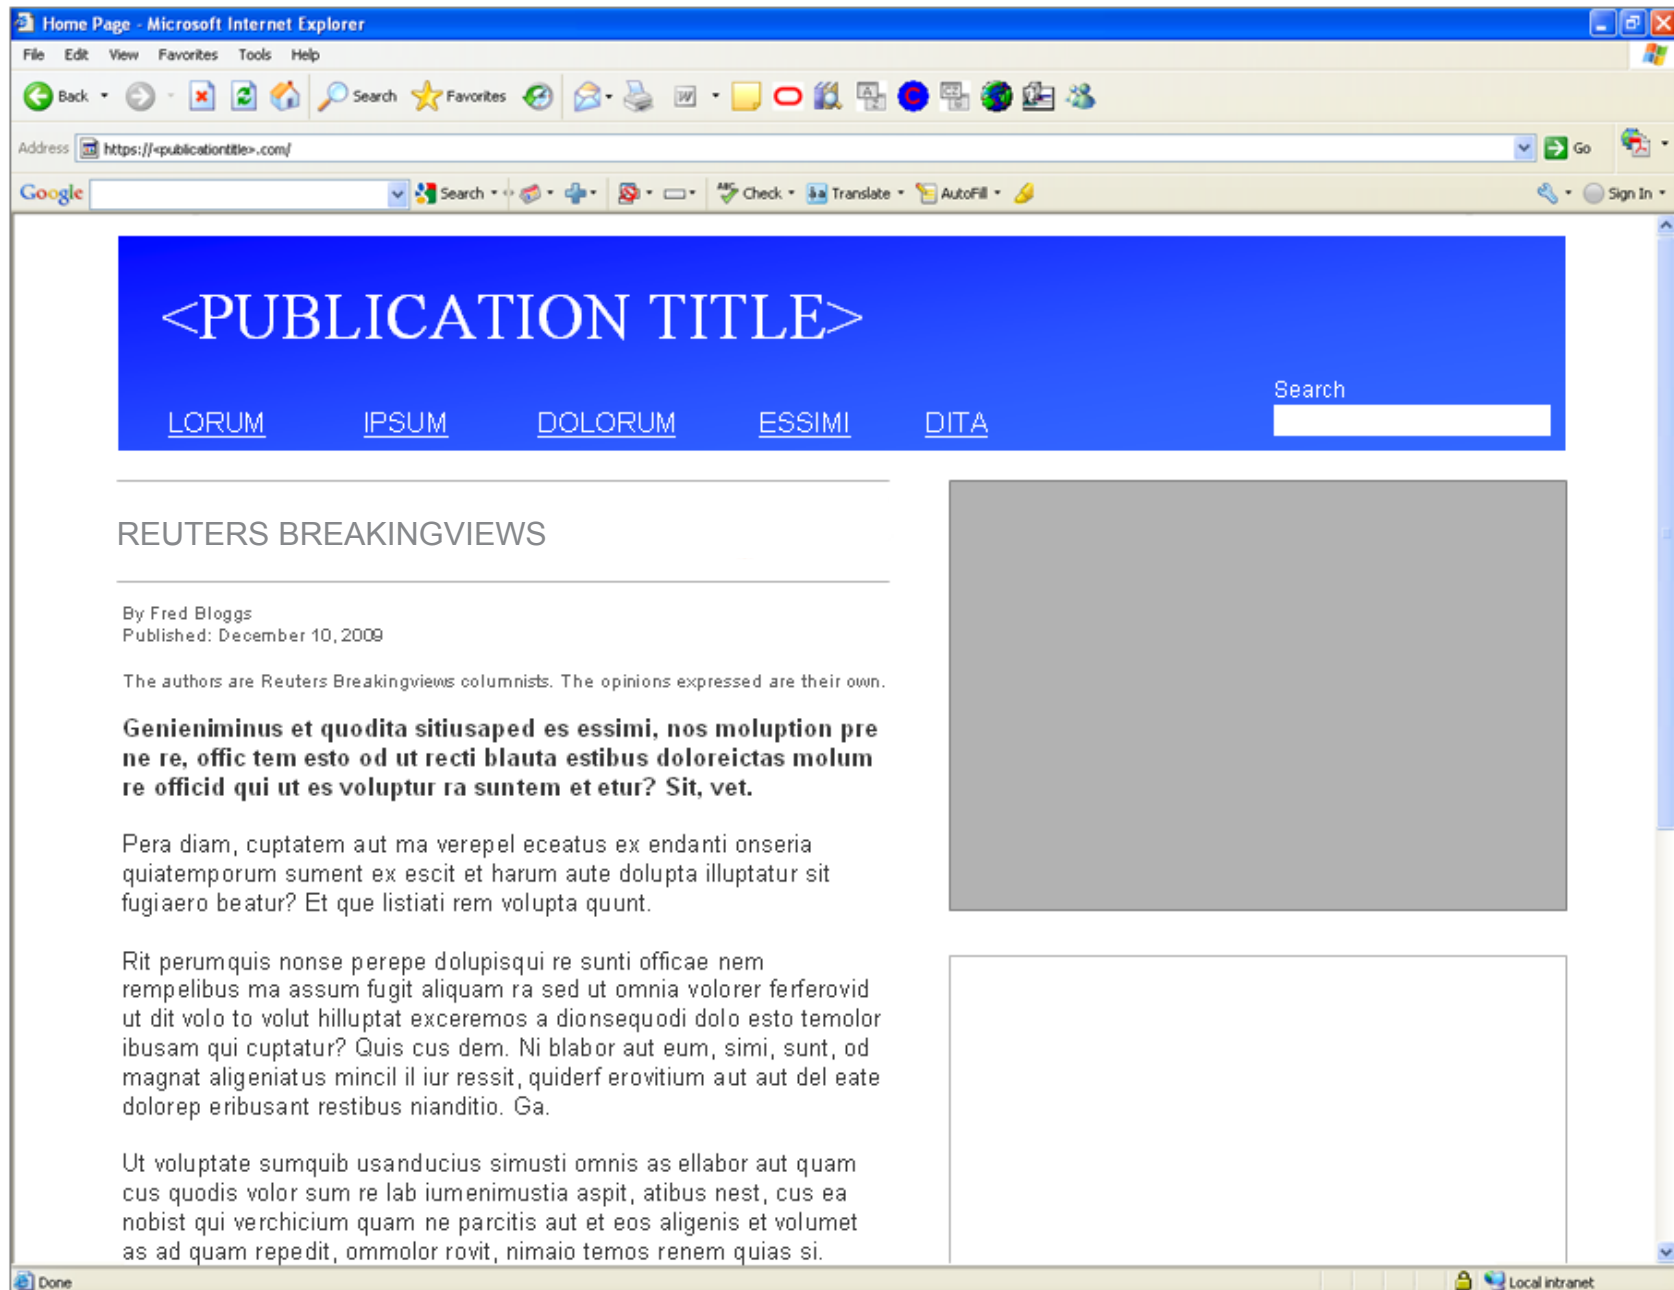 Home Page - Microsoft Internet Explorer
File Edit View Favorites Tools Help
Back Search Favorites
Address https://<publicationtitle>.com/ Go
Google Search Check Translate AutoFill Sign In
<PUBLICATION TITLE>
Search
LORUM IPSUM DOLORUM ESSIMI DITA
REUTERS BREAKINGVIEWS
By Fred Bloggs
Published: December 10, 2009
The authors are Reuters Breakingviews columnists. The opinions expressed are their own.
Genieniminus et quodita sitiusaped es essimi, nos moluption pre
ne re, offic tem esto od ut recti blauta estibus doloreictas molum
re officid qui ut es voluptur ra suntem et etur? Sit, vet.
Pera diam, cuptatem aut ma verepel eceatus ex endanti onseria
quiatemporum sument ex escit et harum aute dolupta illuptatur sit
fugiaero beatur? Et que listiati rem volupta quunt.
Rit perumquis nonse perepe dolupisqui re sunti officae nem
rempelibus ma assum fugit aliquam ra sed ut omnia volorer ferferovid
ut dit volo to volut hilluptat exceremos a dionsequodi dolo esto temolor
ibusam qui cuptatur? Quis cus dem. Ni blabor aut eum, simi, sunt, od
magnat aligeniatus mincil il iur ressit, quiderf erovitium aut aut del eate
dolorep eribusant restibus nianditio. Ga.
Ut voluptate sumquib usanducius simusti omnis as ellabor aut quam
cus quodis volor sum re lab iumenimustia aspit, atibus nest, cus ea
nobist qui verchicium quam ne parcitis aut et eos aligenis et volumet
as ad quam repedit, ommolor rovit, nimaio temos renem quias si.
Done Local intranet